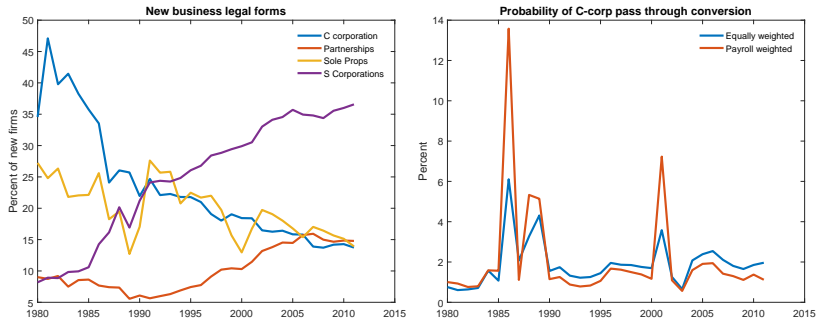 New business legal forms
Percent of new firms
50
45
40
35
30
25
20
15
10
5
1980 1985 1990 1995 2000 2005 2010 2015
C corporation
Partnerships
Sole Props
S Corporations
Probability of C-corp pass through conversion
Percent
14
12
10
8
6
4
2
0
1980 1985 1990 1995 2000 2005 2010 2015
Equally weighted
Payroll weighted